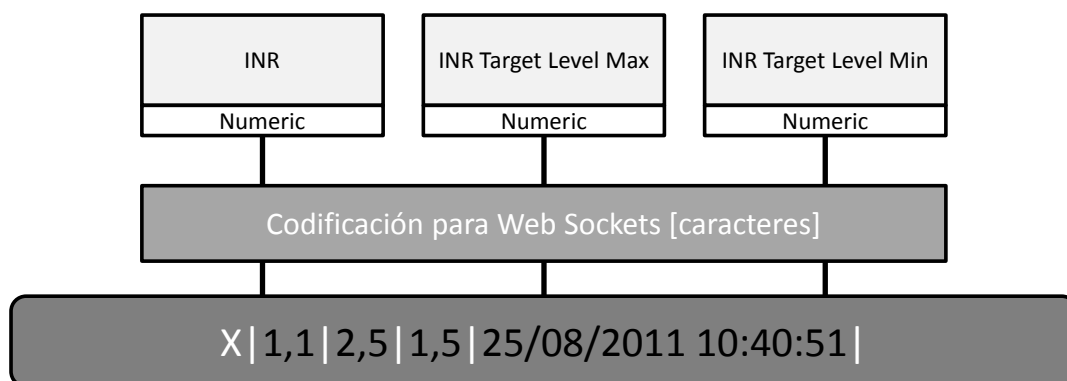 INR
INR Target Level Max
INR Target Level Min
Numeric
Numeric
Numeric
Codificación para Web Sockets [caracteres]
X|1,1|2,5|1,5|25/08/2011 10:40:51|